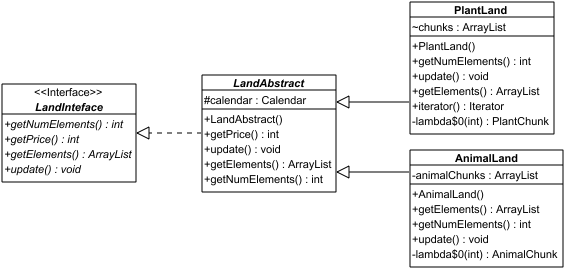 <<Interface>>
LandInteface
+getNumElements() : int
+getPrice() : int
+getElements() : ArrayList
+update() : void
LandAbstract
#calendar : Calendar
+LandAbstract()
+getPrice() : int
+update() : void
+getElements() : ArrayList
+getNumElements() : int
PlantLand
~chunks : ArrayList
+PlantLand()
+getNumElements() : int
+update() : void
+getElements() : ArrayList
+iterator() : Iterator
-lambda$0(int) : PlantChunk
AnimalLand
-animalChunks : ArrayList
+AnimalLand()
+getElements() : ArrayList
+getNumElements() : int
+update() : void
-lambda$0(int) : AnimalChunk